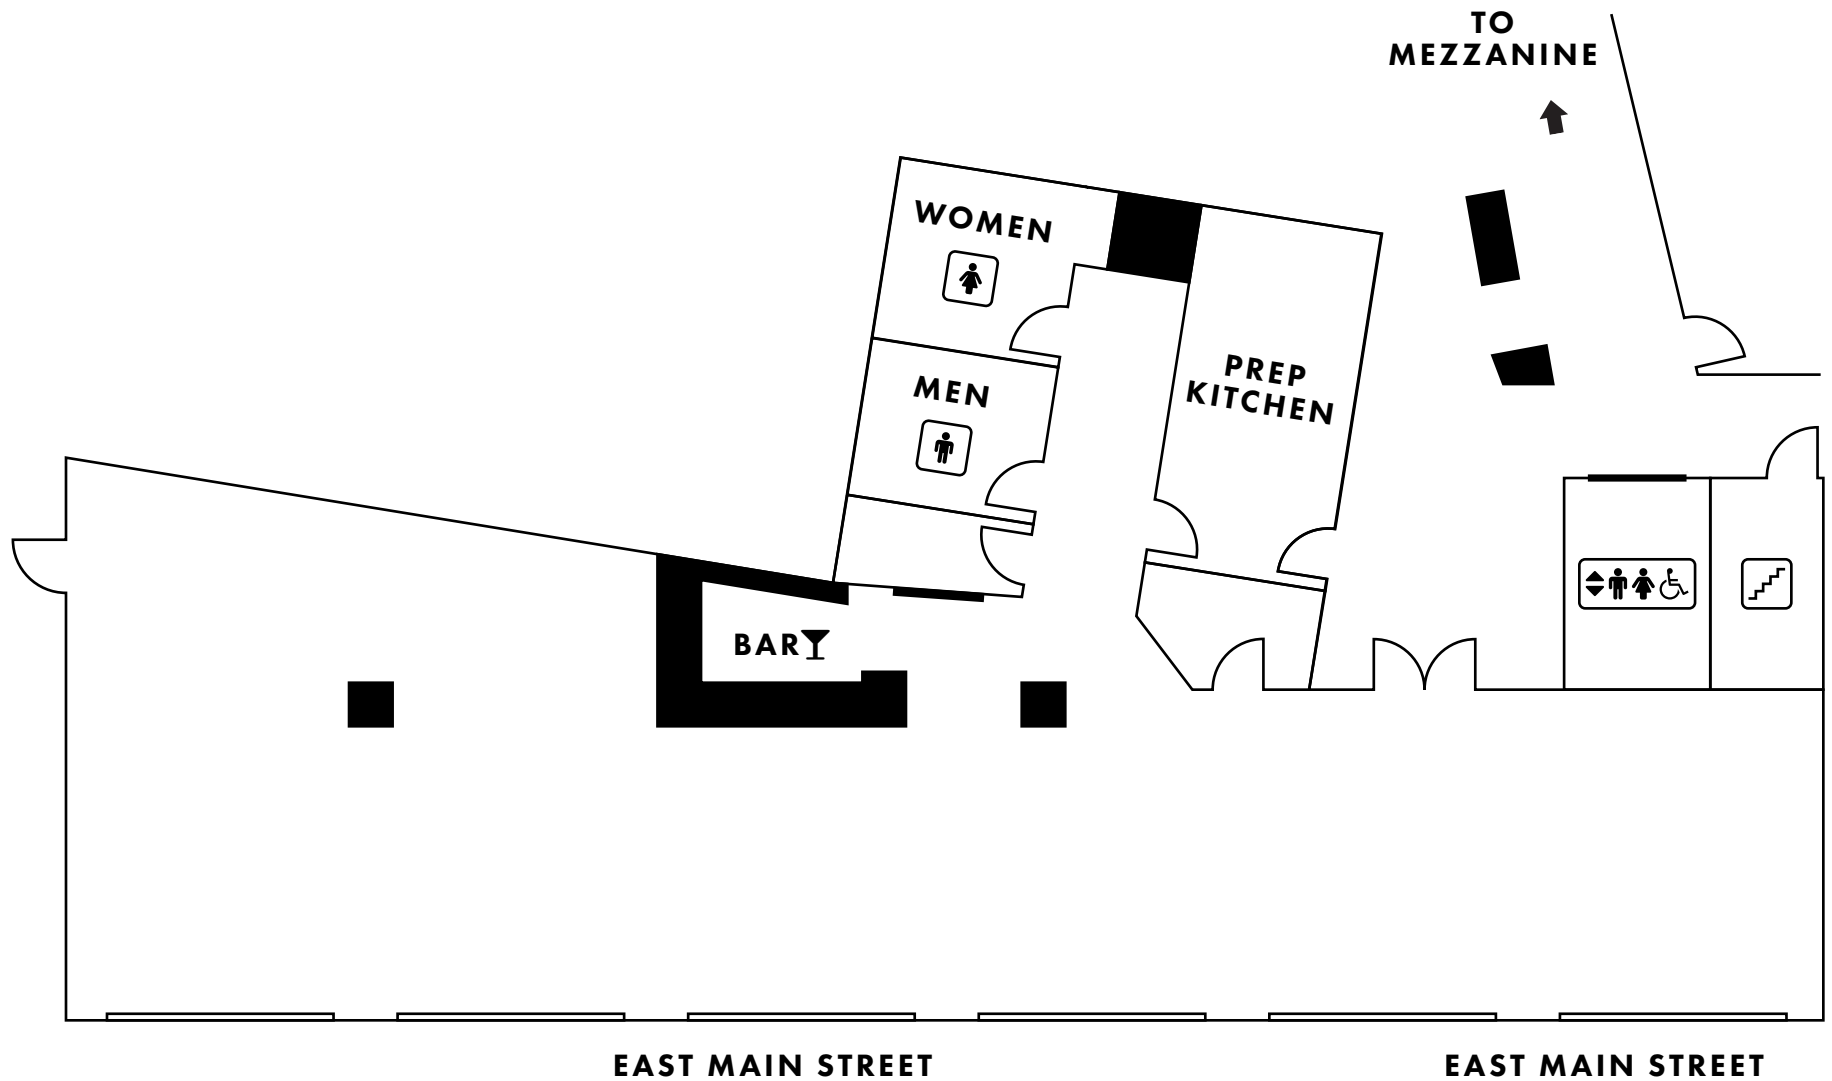 TO
MEZZANINE
WOMEN
MEN
PREP
KITCHEN
BAR
EAST MAIN STREET
EAST MAIN STREET